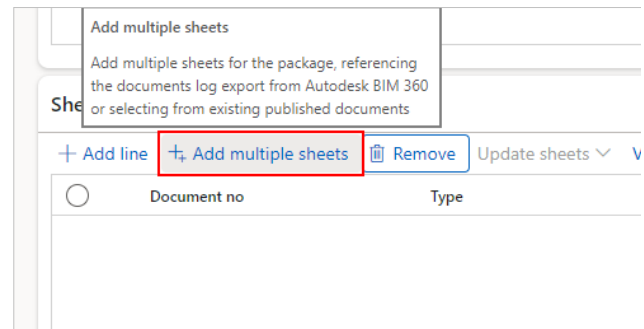 Add multiple sheets
Add multiple sheets for the package, referencing
the documents log export from Autodesk BIM 360
or selecting from existing published documents
She
+ Add line Add multiple sheets Remove Update sheets V
Document no Type